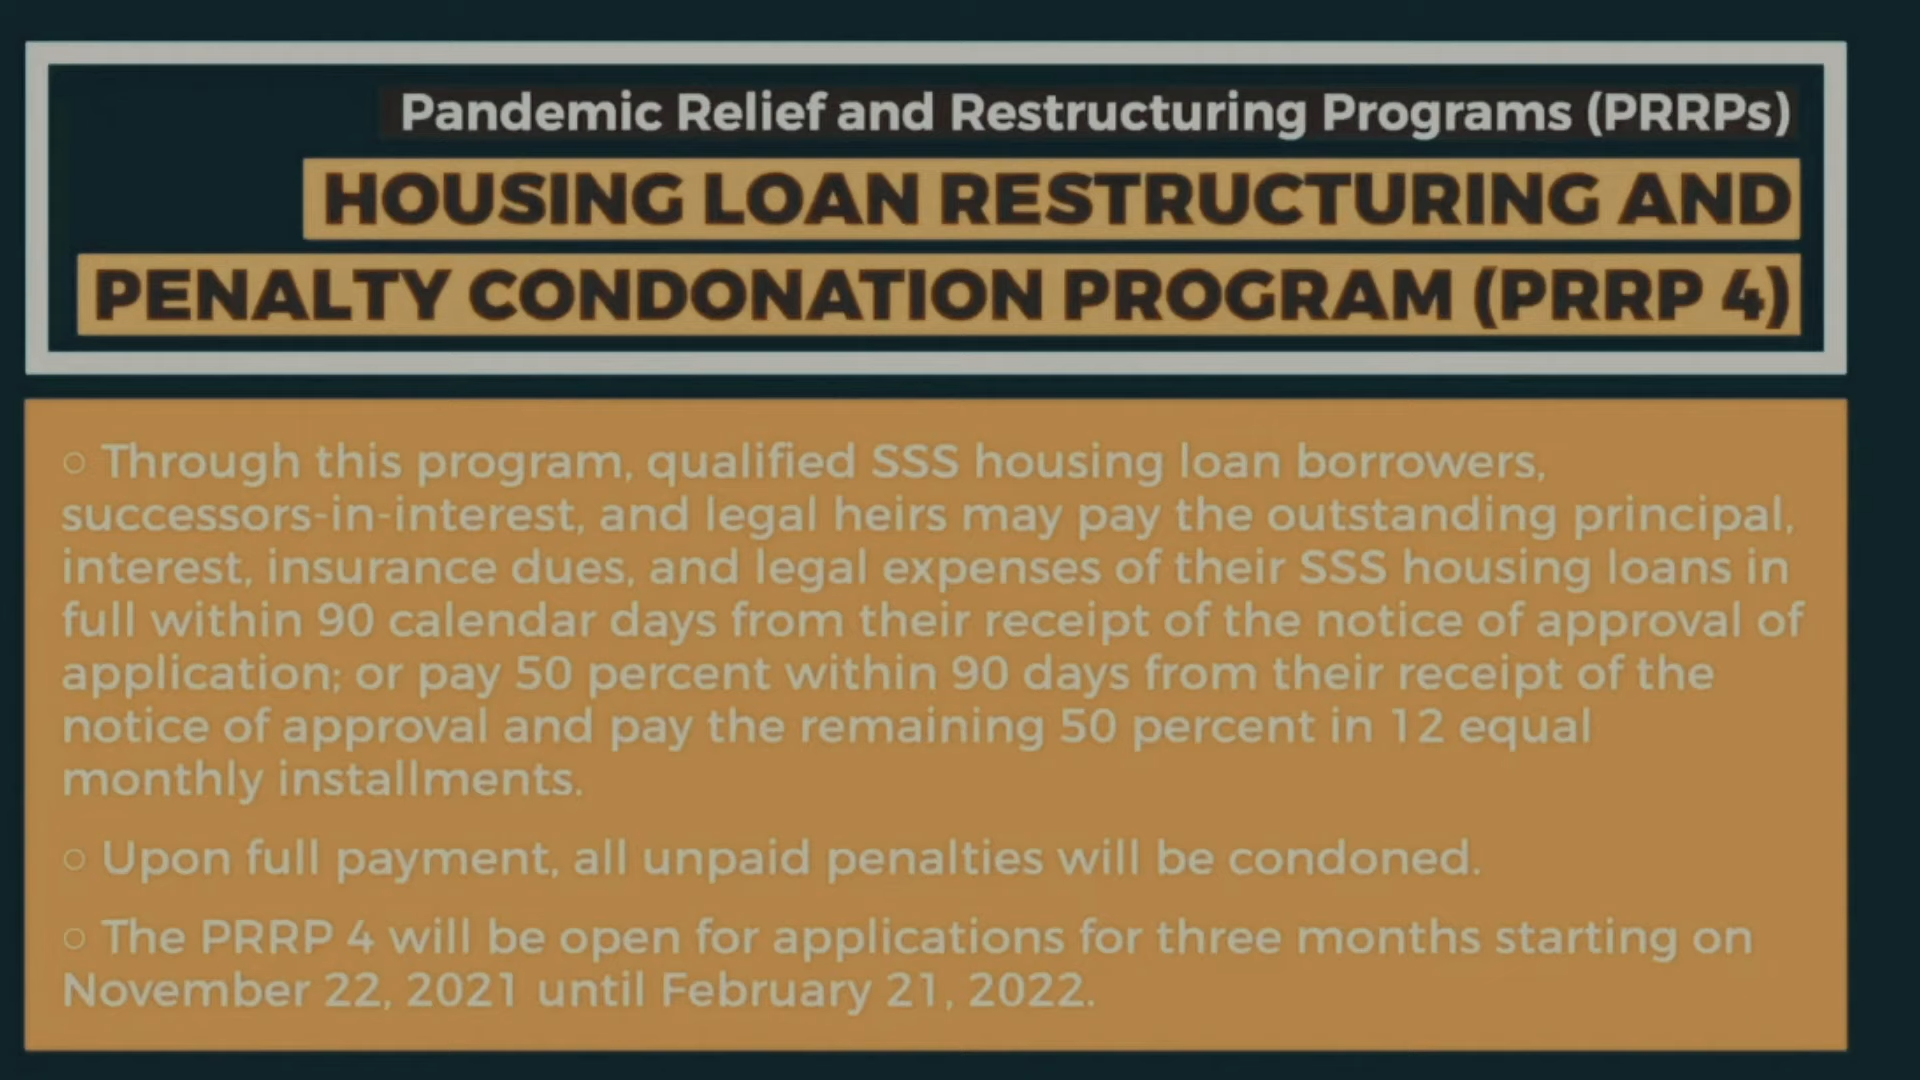 Pandemic Relief and Restructuring Programs (PRRPs)
HOUSING LOAN RESTRUCTURING AND
PENALTY CONDONATION PROGRAM (PRRP 4)
○ Through this program, qualified SSS housing loan borrowers,
successors-in-interest, and legal heirs may pay the outstanding principal,
interest, insurance dues, and legal expenses of their SSS housing loans in
full within 90 calendar days from their receipt of the notice of approval of
application; or pay 50 percent within 90 days from their receipt of the
notice of approval and pay the remaining 50 percent in 12 equal
monthly installments.
○ Upon full payment, all unpaid penalties will be condoned.
○ The PRRP 4 will be open for applications for three months starting on
November 22, 2021 until February 21, 2022.